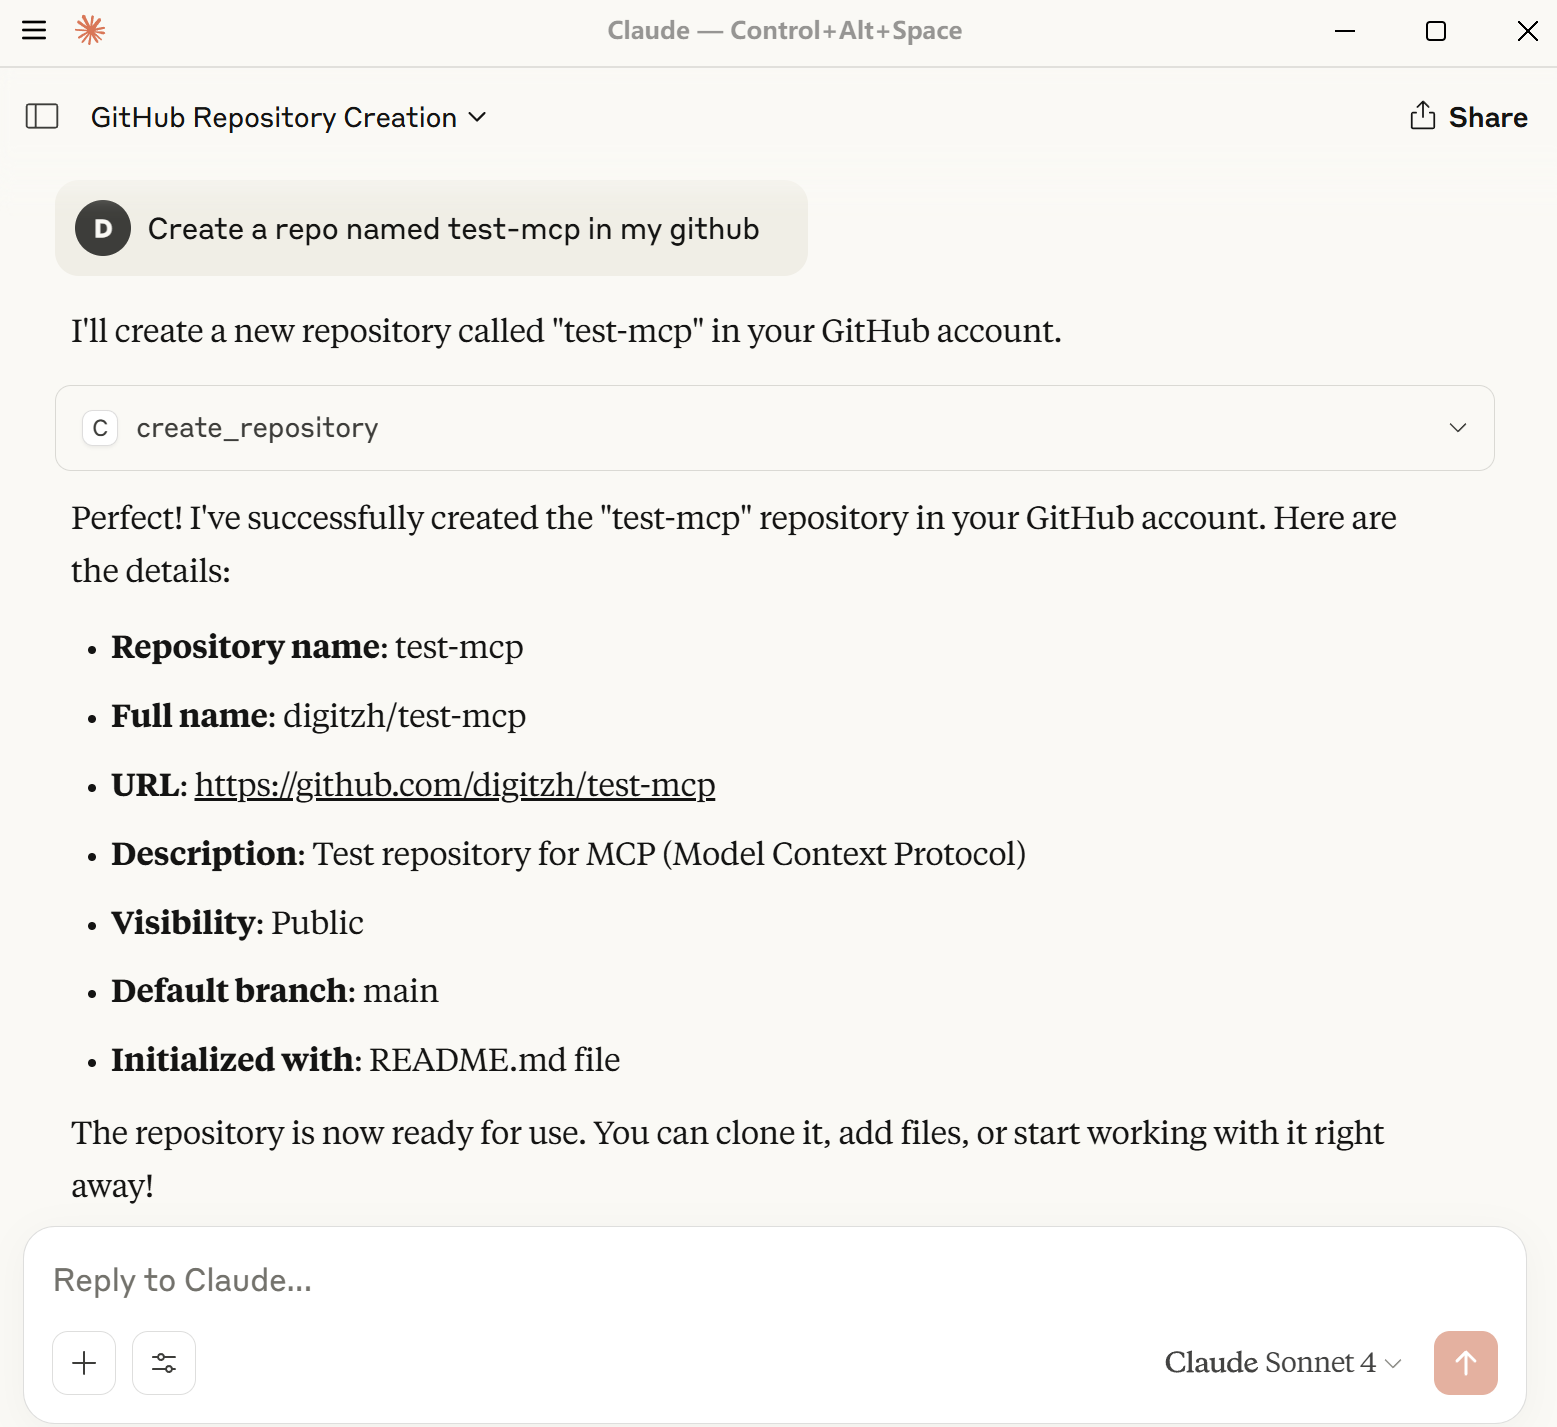 Claude — Control+Alt+Space
GitHub Repository Creation
Share
D
Create a repo named test-mcp in my github
I'll create a new repository called "test-mcp" in your GitHub account.
C
create_repository
Perfect! I've successfully created the "test-mcp" repository in your GitHub account. Here are
the details:
• Repository name: test-mcp
• Full name: digitzh/test-mcp
• URL: https://github.com/digitzh/test-mcp
• Description: Test repository for MCP (Model Context Protocol)
• Visibility: Public
• Default branch: main
• Initialized with: README.md file
The repository is now ready for use. You can clone it, add files, or start working with it right
away!
Reply to Claude...
Claude Sonnet 4